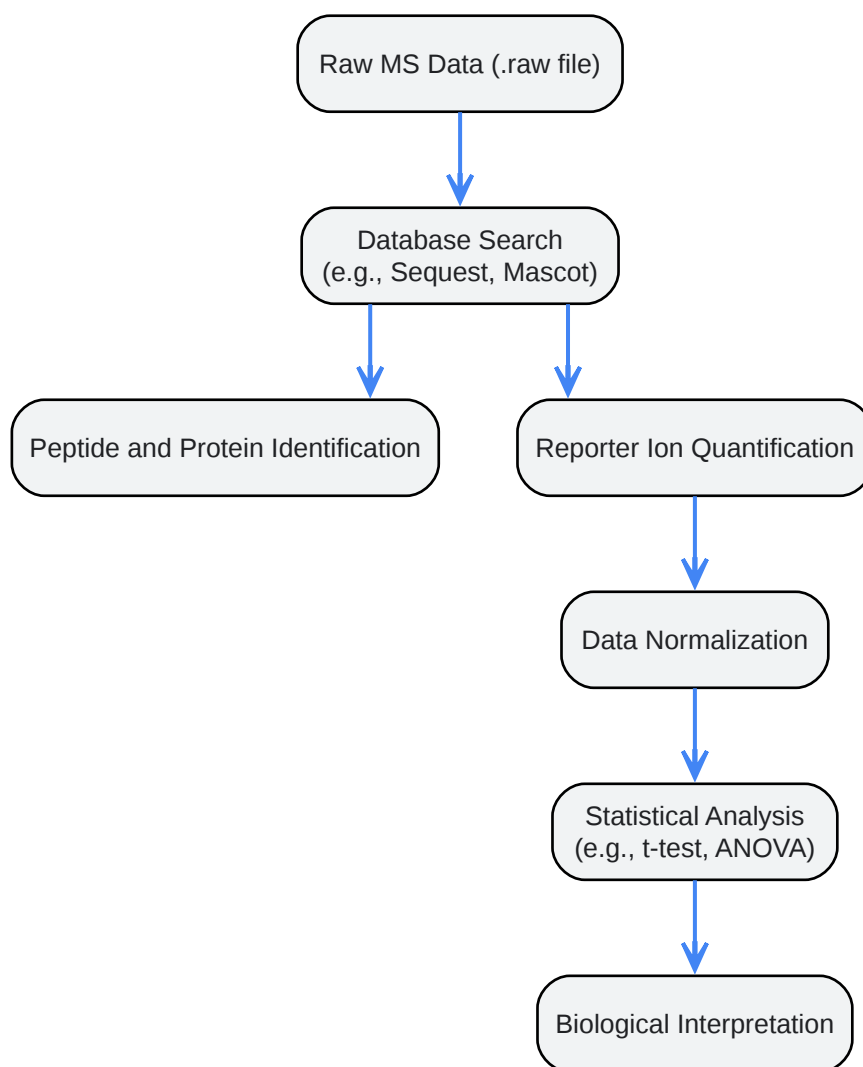 Raw MS Data (.raw file)
Database Search
(e.g., Sequest, Mascot)
Peptide and Protein Identification
Reporter Ion Quantification
Data Normalization
Statistical Analysis
(e.g., t-test, ANOVA)
Biological Interpretation